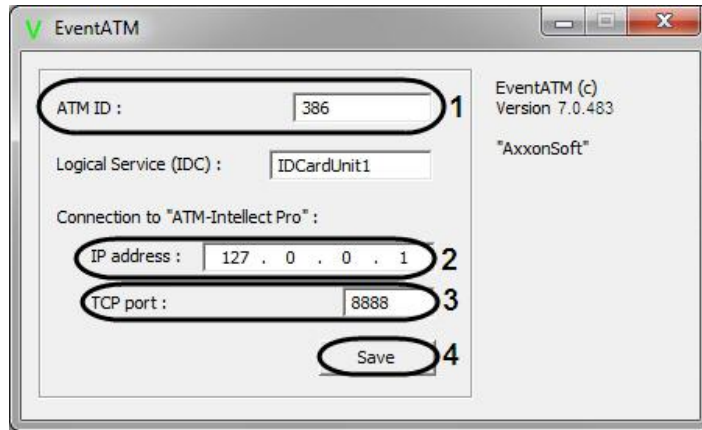 EventATM
ATM ID : 386 1
EventATM (c)
Version 7.0.483
"AxxonSoft"
Logical Service (IDC) : IDCardUnit1
Connection to "ATM-Intellect Pro" :
IP address : 127 . 0 . 0 . 1 2
TCP port : 8888 3
Save 4